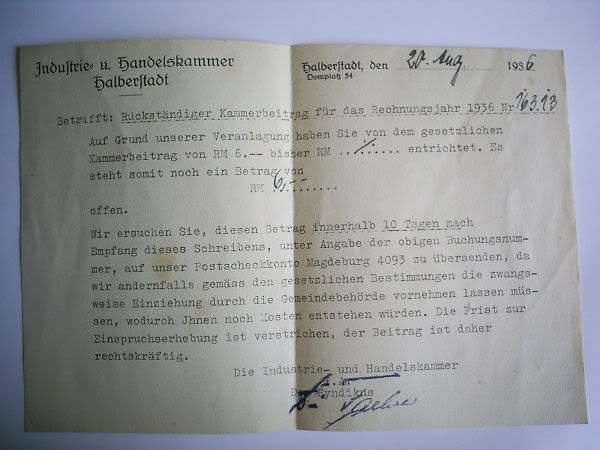 Industrie- u. Handelskammer
Halberstadt
Halberstadt, den 20. Aug. 1936.
Domplatz 34
Betrifft: Rückständiger Kammerbeitrag für das Rechnungsjahr 1936 Nr
Auf Grund unserer Veranlagung haben Sie von dem gesetzlichen
Kammerbeitrag von RM 6.-- bisher RM ../....... entrichtet. Es
steht somit noch ein Betrag von
RM 6,--.......
offen.
Wir ersuchen Sie, diesen Betrag innerhalb 10 Tagen nach
Empfang dieses Schreibens, unter Angabe der obigen Buchungsnum-
mer, auf unser Postscheckkonto Magdeburg 4093 zu übersenden, da
wir andernfalls gemäss den gesetzlichen Bestimmungen die zwangs-
weise Einziehung durch die Gemeindebehörde vornehmen lassen müs-
sen, wodurch Jhnen noch Kosten entstehen würden. Die Frist zur
Einspruchserhebung ist verstrichen, der Beitrag ist daher
rechtskräftig.
Die Industrie- und Handelskammer
I.A.
Der Syndikus